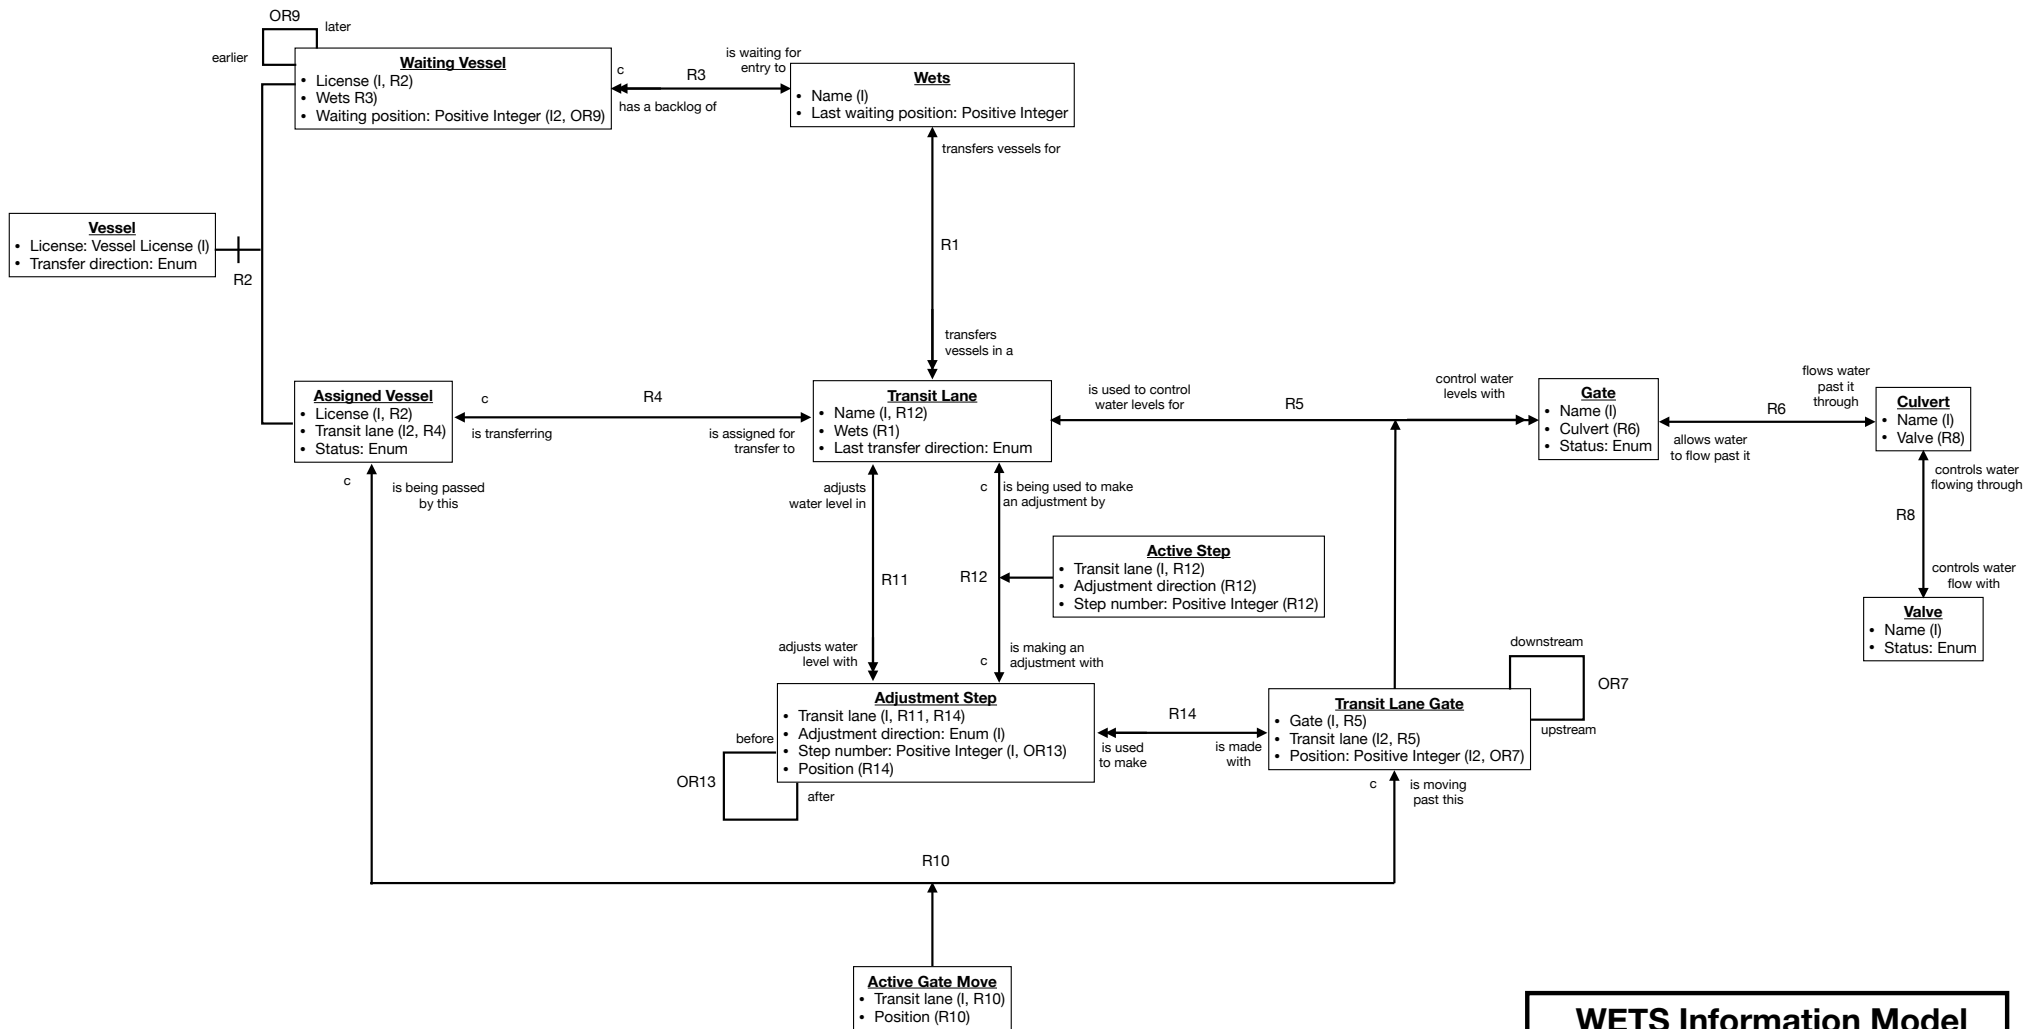 OR9
later
earlier
Waiting Vessel
• License (I, R2)
• Wets R3)
• Waiting position: Positive Integer (I2, OR9)
c
R3
is waiting for
entry to
has a backlog of
Wets
• Name (I)
• Last waiting position: Positive Integer
transfers vessels for
R1
transfers
vessels in a
Vessel
• License: Vessel License (I)
• Transfer direction: Enum
R2
Assigned Vessel
• License (I, R2)
• Transit lane (I2, R4)
• Status: Enum
c
R4
is transferring
is assigned for
transfer to
Transit Lane
• Name (I, R12)
• Wets (R1)
• Last transfer direction: Enum
is used to control
water levels for
R5
control water
levels with
Gate
• Name (I)
• Culvert (R6)
• Status: Enum
flows water
past it
through
R6
allows water
to flow past it
Culvert
• Name (I)
• Valve (R8)
controls water
flowing through
R8
controls water
flow with
Valve
• Name (I)
• Status: Enum
c
is being passed
by this
adjusts
water level in
c
is being used to make
an adjustment by
R11
R12
Active Step
• Transit lane (I, R12)
• Adjustment direction (R12)
• Step number: Positive Integer (R12)
adjusts water
level with
c
is making an
adjustment with
Adjustment Step
• Transit lane (I, R11, R14)
• Adjustment direction: Enum (I)
• Step number: Positive Integer (I, OR13)
• Position (R14)
before
OR13
after
R14
is used
to make
is made
with
Transit Lane Gate
• Gate (I, R5)
• Transit lane (I2, R5)
• Position: Positive Integer (I2, OR7)
downstream
OR7
upstream
c
is moving
past this
R10
Active Gate Move
• Transit lane (I, R10)
• Position (R10)
WETS Information Model